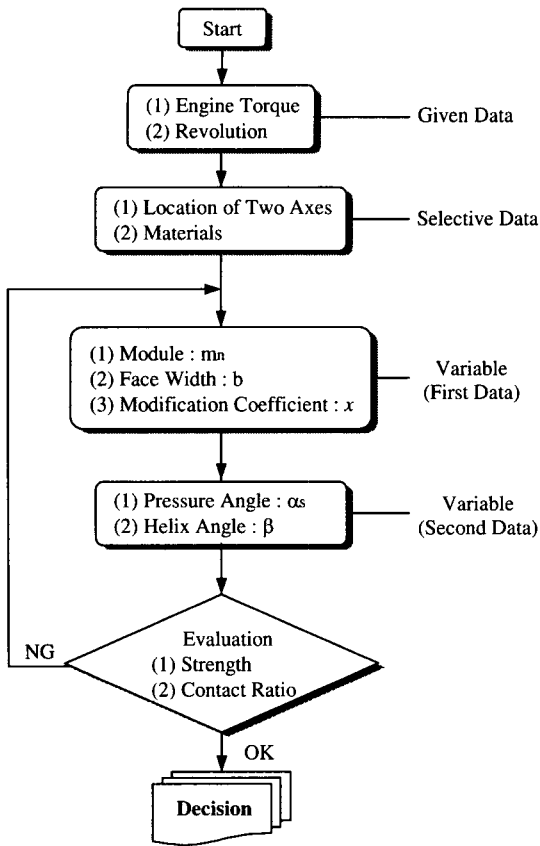 Start
(1) Engine Torque
(2) Revolution
Given Data
(1) Location of Two Axes
(2) Materials
Selective Data
(1) Module : mn
(2) Face Width : b
(3) Modification Coefficient : x
Variable
(First Data)
(1) Pressure Angle : αs
(2) Helix Angle : β
Variable
(Second Data)
Evaluation
(1) Strength
(2) Contact Ratio
NG
OK
Decision